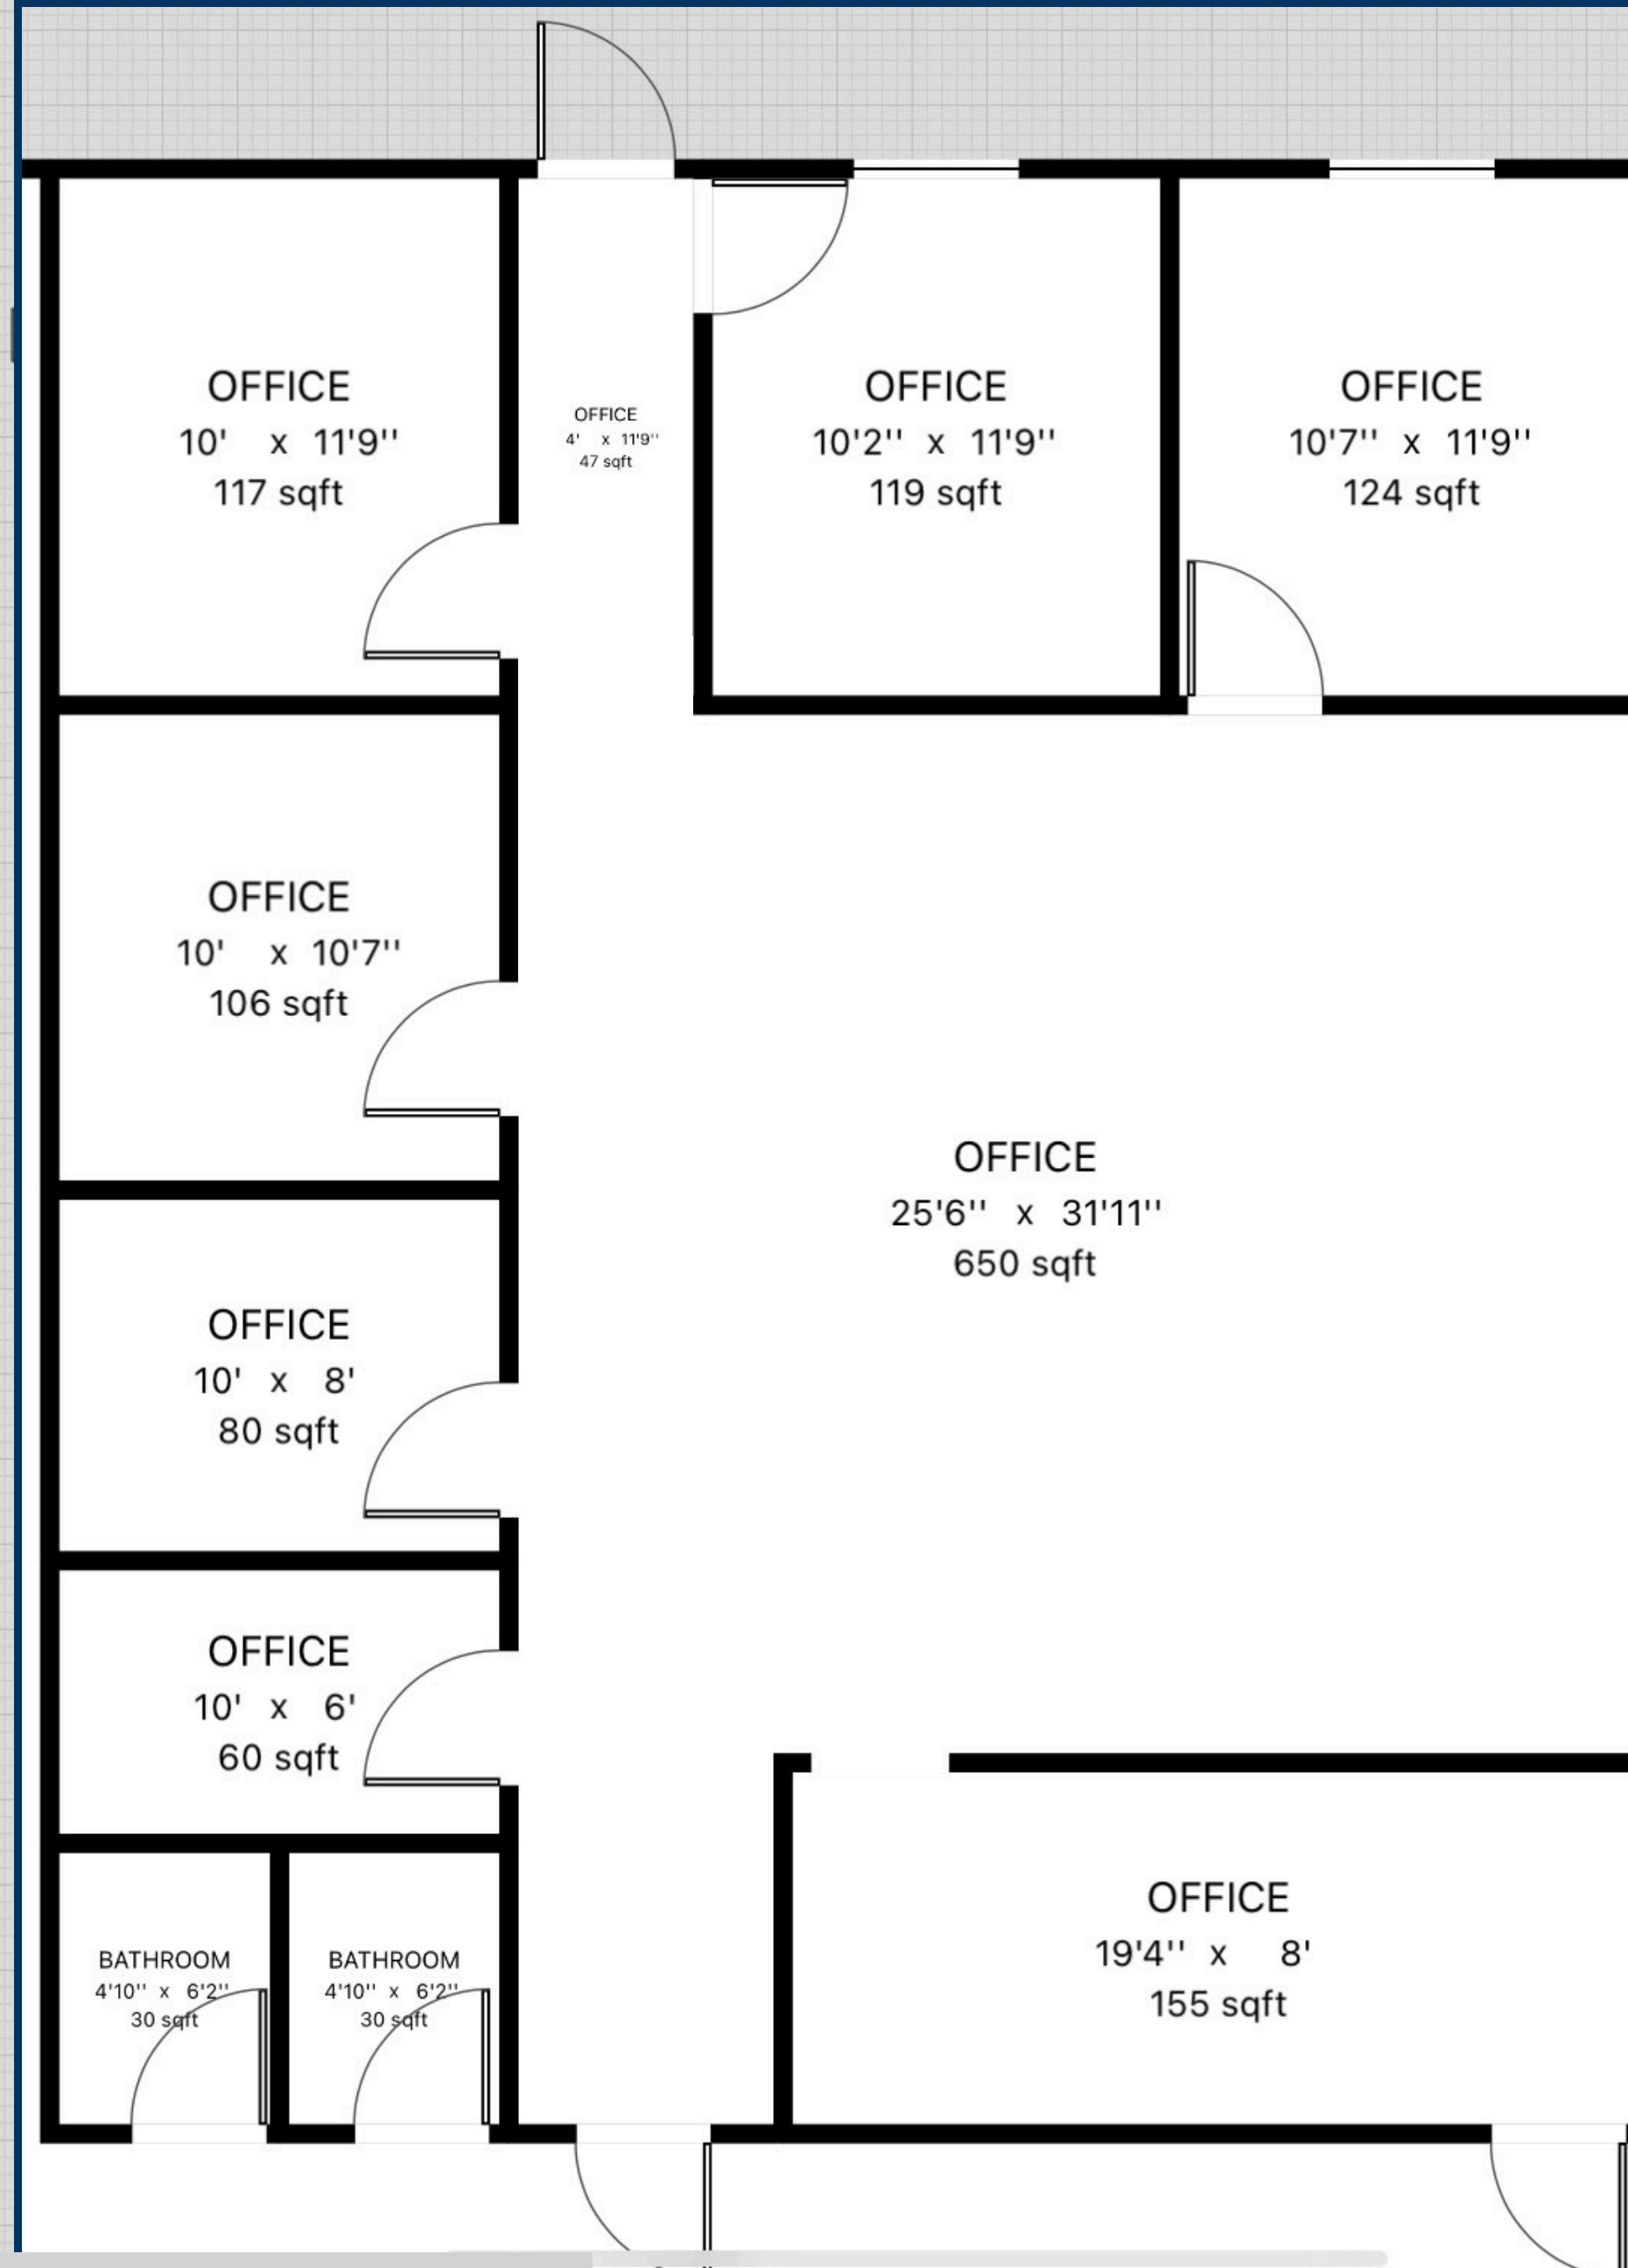 OFFICE
10' x 11'9''
117 sqft
OFFICE
4' x 11'9''
47 sqft
OFFICE
10'2'' x 11'9''
119 sqft
OFFICE
10'7'' x 11'9''
124 sqft
OFFICE
10' x 10'7''
106 sqft
OFFICE
25'6'' x 31'11''
650 sqft
OFFICE
10' x 8'
80 sqft
OFFICE
10' x 6'
60 sqft
BATHROOM
4'10'' x 6'2''
30 sqft
BATHROOM
4'10'' x 6'2''
30 sqft
OFFICE
19'4'' x 8'
155 sqft